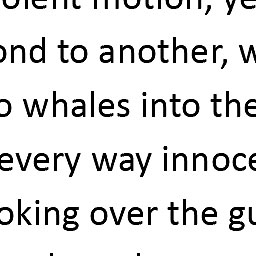 olent motion, ye
ond to another, w
o whales into the
every way innoce
oking over the gu